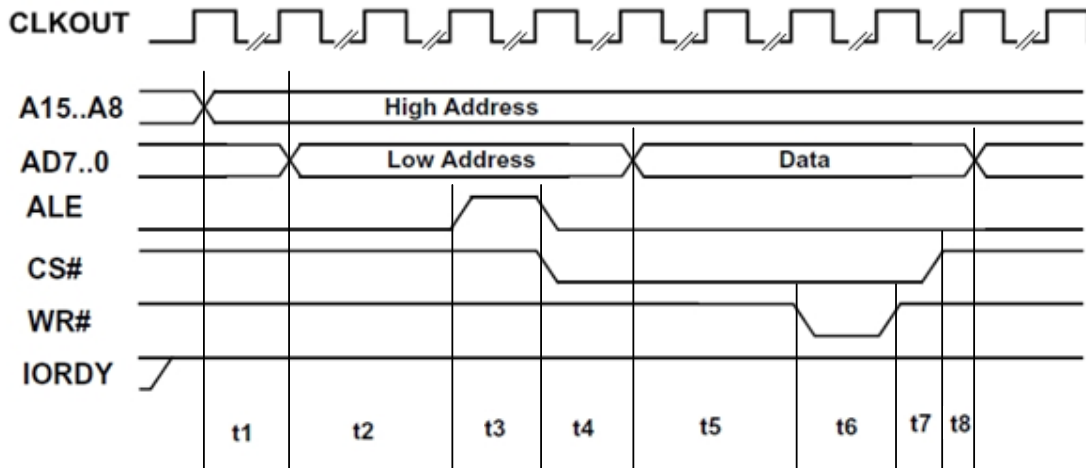 CLKOUT
A15..A8
High Address
AD7..0
Low Address
Data
ALE
CS#
WR#
IORDY
t1
t2
t3
t4
t5
t6
t7
t8